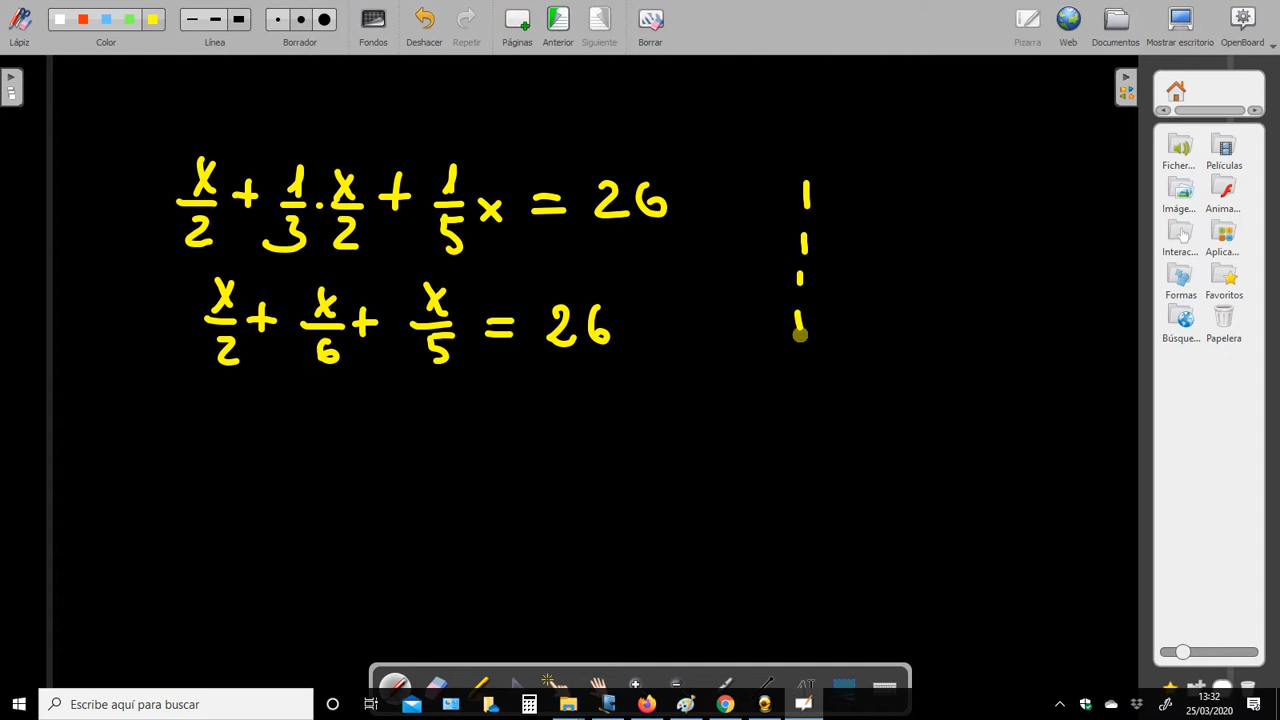 Lápiz
Color
Línea
Borrador
Fondos
Deshacer
Repetir
Páginas
Anterior
Siguiente
Borrar
Pizarra
Web
Documentos
Mostrar escritorio
OpenBoard
x/2 + 1/3 · x/2 + 1/5 x = 26
x/2 + x/6 + x/5 = 26
Ficher...
Películas
Imáge...
Anima...
Interac...
Aplica...
Formas
Favoritos
Búsque...
Papelera
Escribe aquí para buscar
13:32
25/03/2020